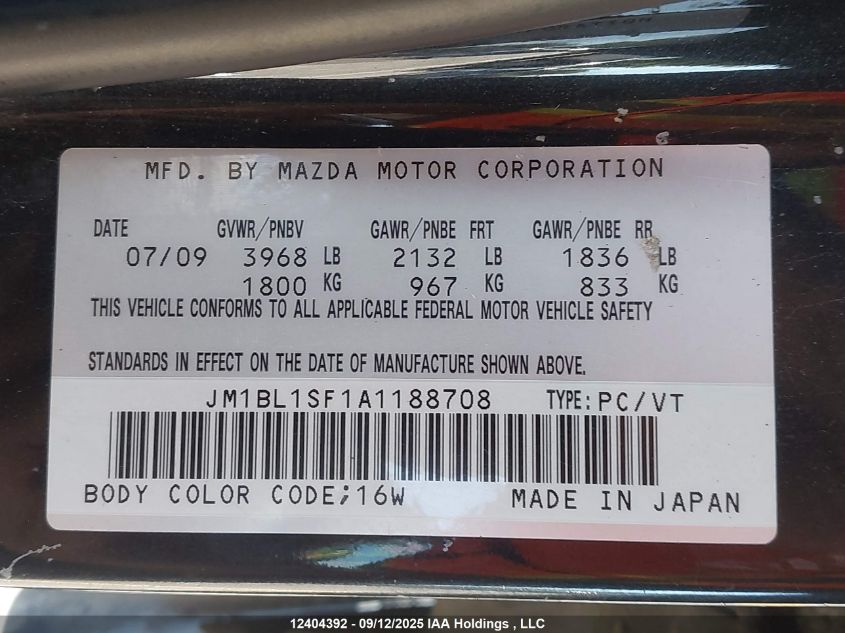 MFD. BY MAZDA MOTOR CORPORATION
DATE GVWR/PNBV GAWR/PNBE FRT GAWR/PNBE RR
07/09 3968 LB 2132 LB 1836 LB
1800 KG 967 KG 833 KG
THIS VEHICLE CONFORMS TO ALL APPLICABLE FEDERAL MOTOR VEHICLE SAFETY
STANDARDS IN EFFECT ON THE DATE OF MANUFACTURE SHOWN ABOVE.
JM1BL1SF1A1188708 TYPE:PC/VT
BODY COLOR CODE;16W MADE IN JAPAN
12404392 - 09/12/2025 IAA Holdings , LLC